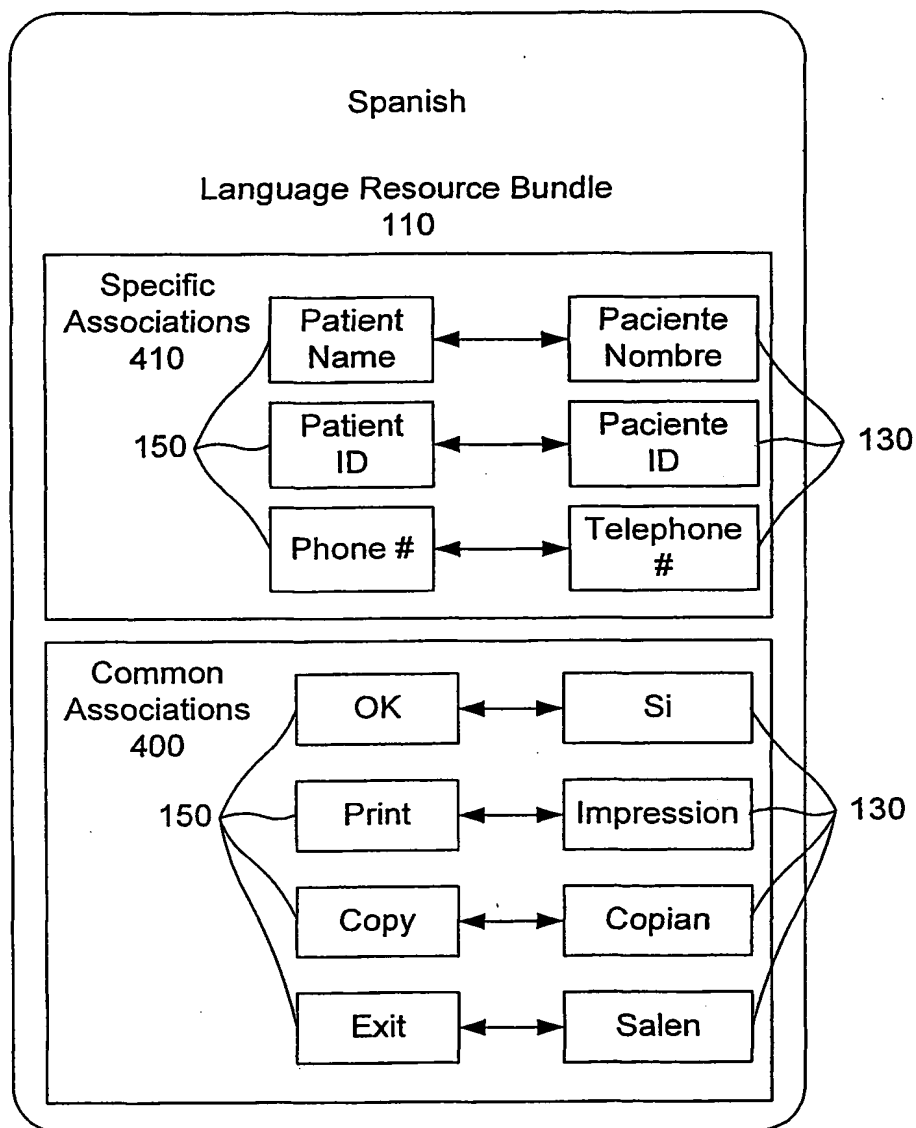 Spanish
Language Resource Bundle
110
Specific
Associations
410
Patient
Name
Paciente
Nombre
150
Patient
ID
Paciente
ID
130
Phone #
Telephone
#
Common
Associations
400
OK
Si
150
Print
Impression
130
Copy
Copian
Exit
Salen